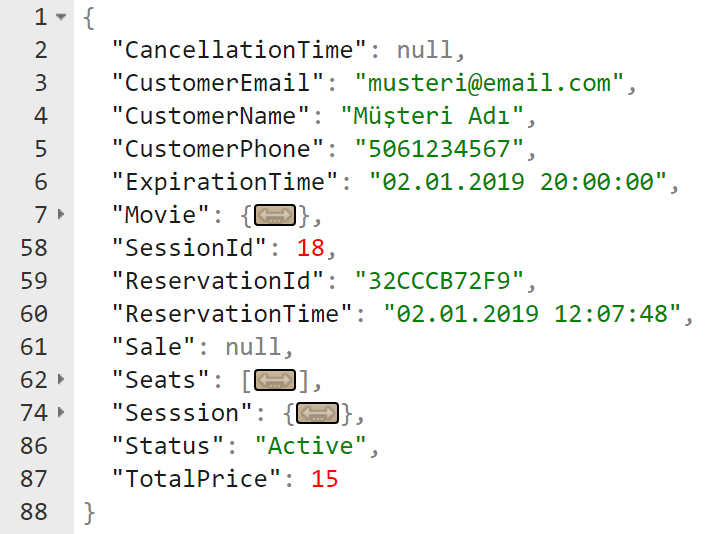 1 {
2 "CancellationTime": null,
3 "CustomerEmail": "musteri@email.com",
4 "CustomerName": "Müşteri Adı",
5 "CustomerPhone": "5061234567",
6 "ExpirationTime": "02.01.2019 20:00:00",
7 "Movie": {},
58 "SessionId": 18,
59 "ReservationId": "32CCCB72F9",
60 "ReservationTime": "02.01.2019 12:07:48",
61 "Sale": null,
62 "Seats": [],
74 "Sesssion": {},
86 "Status": "Active",
87 "TotalPrice": 15
88 }